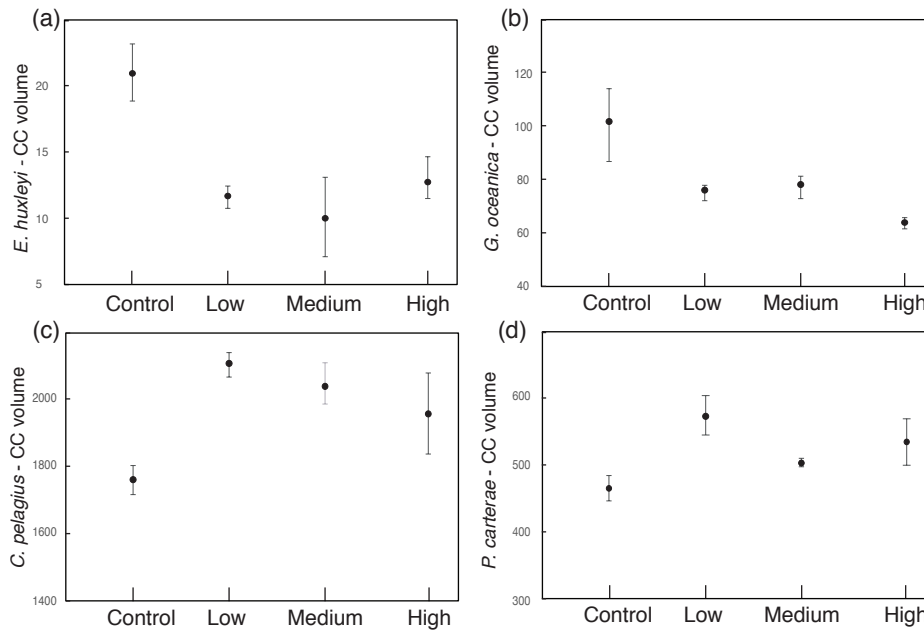 (a)
E. huxleyi - CC volume
20
15
10
5
Control Low Medium High
(b)
G. oceanica - CC volume
140
120
100
80
60
40
Control Low Medium High
(c)
C. pelagius - CC volume
2000
1800
1600
1400
Control Low Medium High
(d)
P. carterae - CC volume
600
600
500
400
300
Control Low Medium High